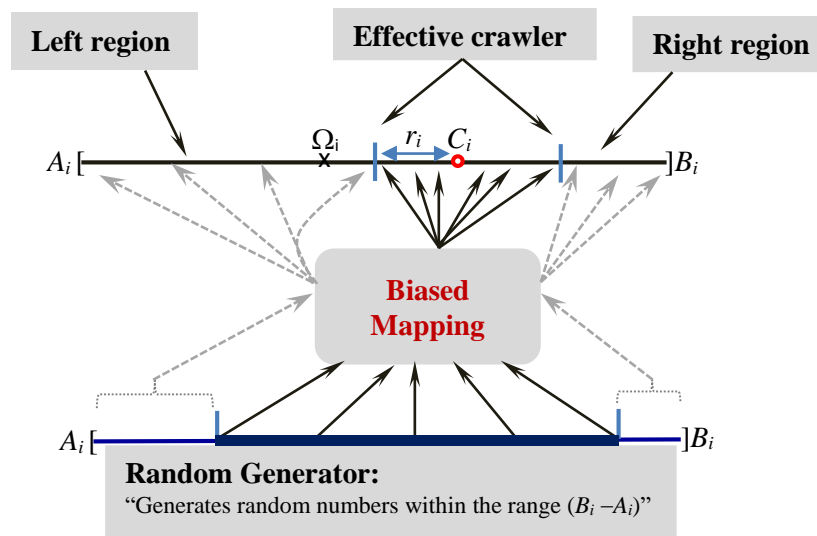 Left region
Effective crawler
Right region
Ωi
ri
Ci
Ai [
]Bi
Biased
Mapping
Ai [
]Bi
Random Generator:
“Generates random numbers within the range (Bi –Ai)”